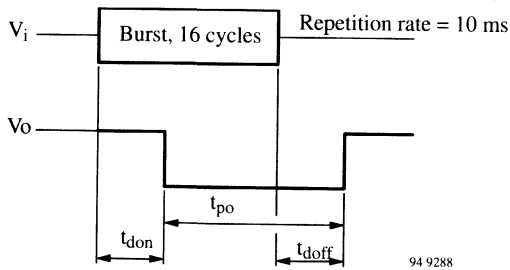 Vi
Burst, 16 cycles
Repetition rate = 10 ms
Vo
tpo
tdon
tdoff
94 9288